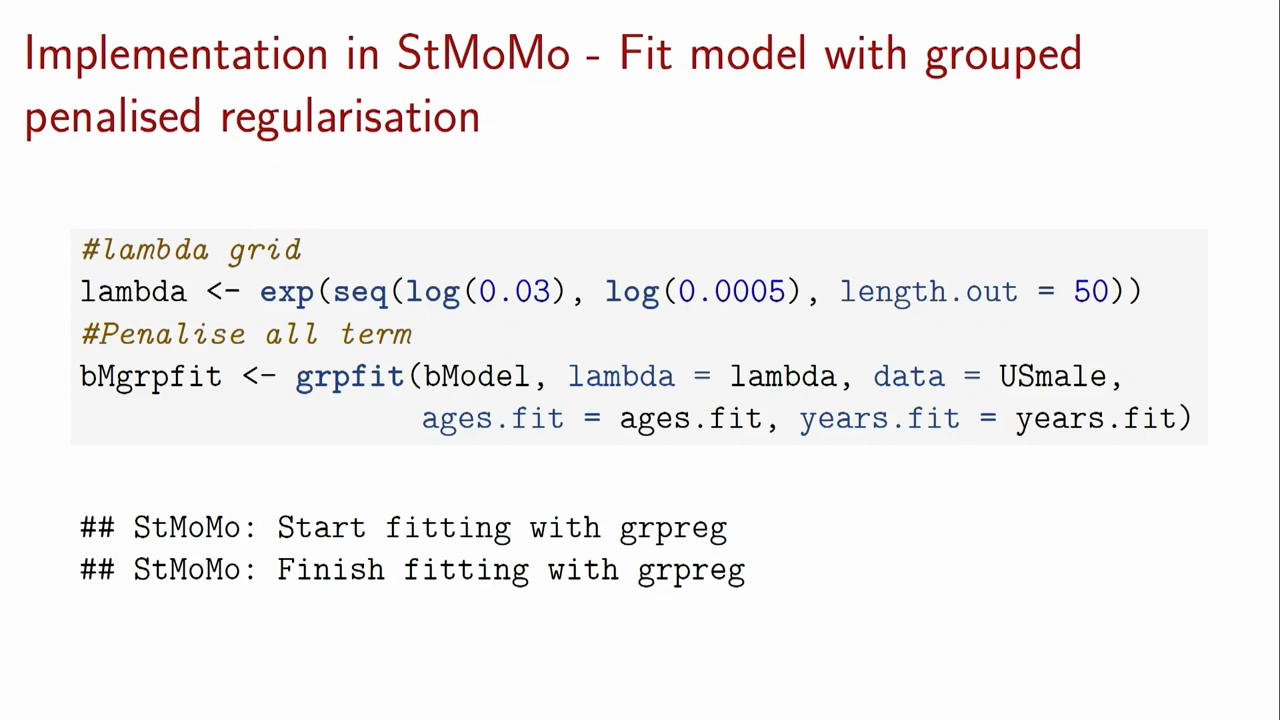 Implementation in StMoMo - Fit model with grouped
penalised regularisation
#lambda grid
lambda <- exp(seq(log(0.03), log(0.0005), length.out = 50))
#Penalise all term
bMgrpfit <- grpfit(bModel, lambda = lambda, data = USmale,
ages.fit = ages.fit, years.fit = years.fit)
## StMoMo: Start fitting with grpreg
## StMoMo: Finish fitting with grpreg